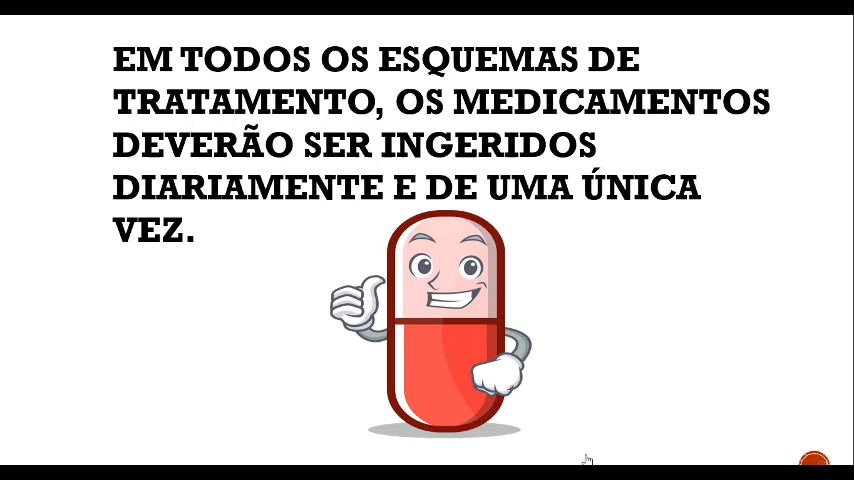 EM TODOS OS ESQUEMAS DE
TRATAMENTO, OS MEDICAMENTOS
DEVERÃO SER INGERIDOS
DIARIAMENTE E DE UMA ÚNICA
VEZ.